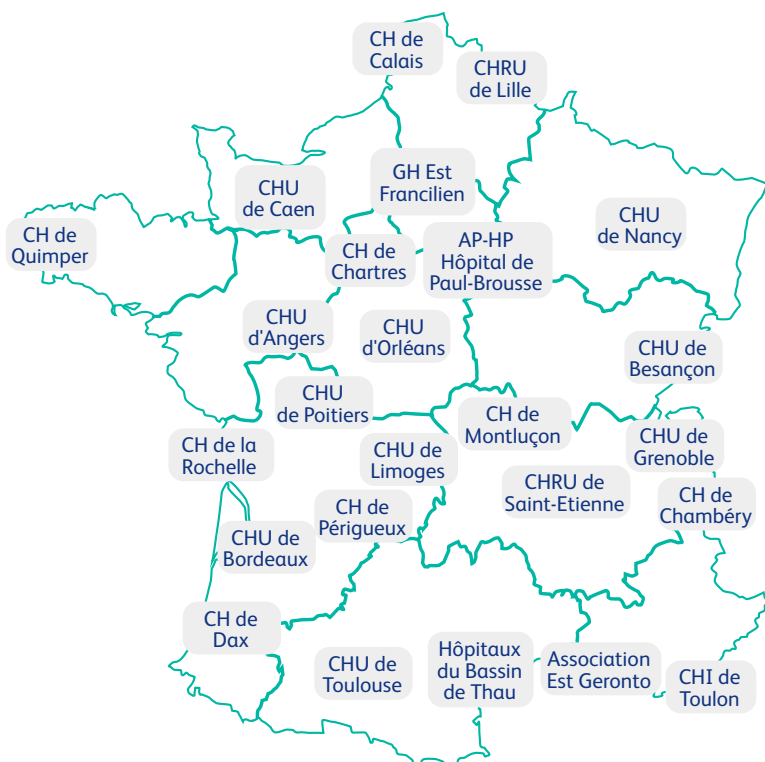 CH de
Calais
CHRU
de Lille
GH Est
Francilien
CHU
de Caen
CHU
de Nancy
CH de
Quimper
CH de
Chartres
AP-HP
Hôpital de
Paul-Brousse
CHU
d'Angers
CHU
d'Orléans
CHU de
Besançon
CHU
de Poitiers
CH de
Montluçon
CH de la
Rochelle
CHU de
Limoges
CHU de
Grenoble
CHRU de
Saint-Etienne
CH de
Chambéry
CH de
Périgueux
CHU de
Bordeaux
CH de
Dax
CHU de
Toulouse
Hôpitaux
du Bassin
de Thau
Association
Est Geronto
CHI de
Toulon